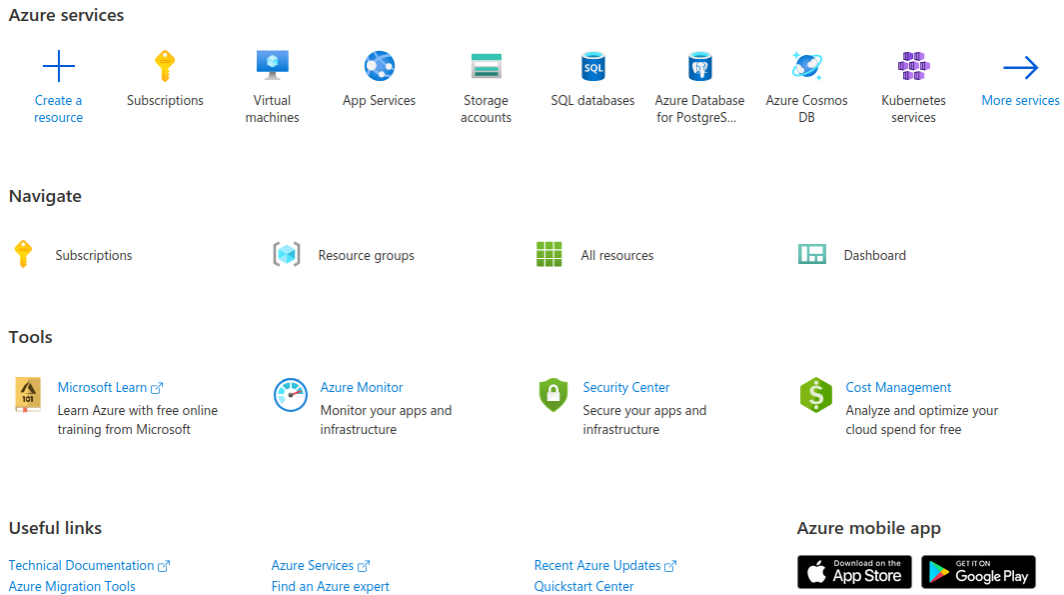 Azure services
Create a resource
Subscriptions
Virtual machines
App Services
Storage accounts
SQL
SQL databases
Azure Database for PostgreS...
Azure Cosmos DB
Kubernetes services
More services
Navigate
Subscriptions
Resource groups
All resources
Dashboard
Tools
101
Microsoft Learn
Learn Azure with free online
training from Microsoft
Azure Monitor
Monitor your apps and
infrastructure
Security Center
Secure your apps and
infrastructure
Cost Management
Analyze and optimize your
cloud spend for free
Useful links
Technical Documentation
Azure Migration Tools
Azure Services
Find an Azure expert
Recent Azure Updates
Quickstart Center
Azure mobile app
Download on the
App Store
GET IT ON
Google Play